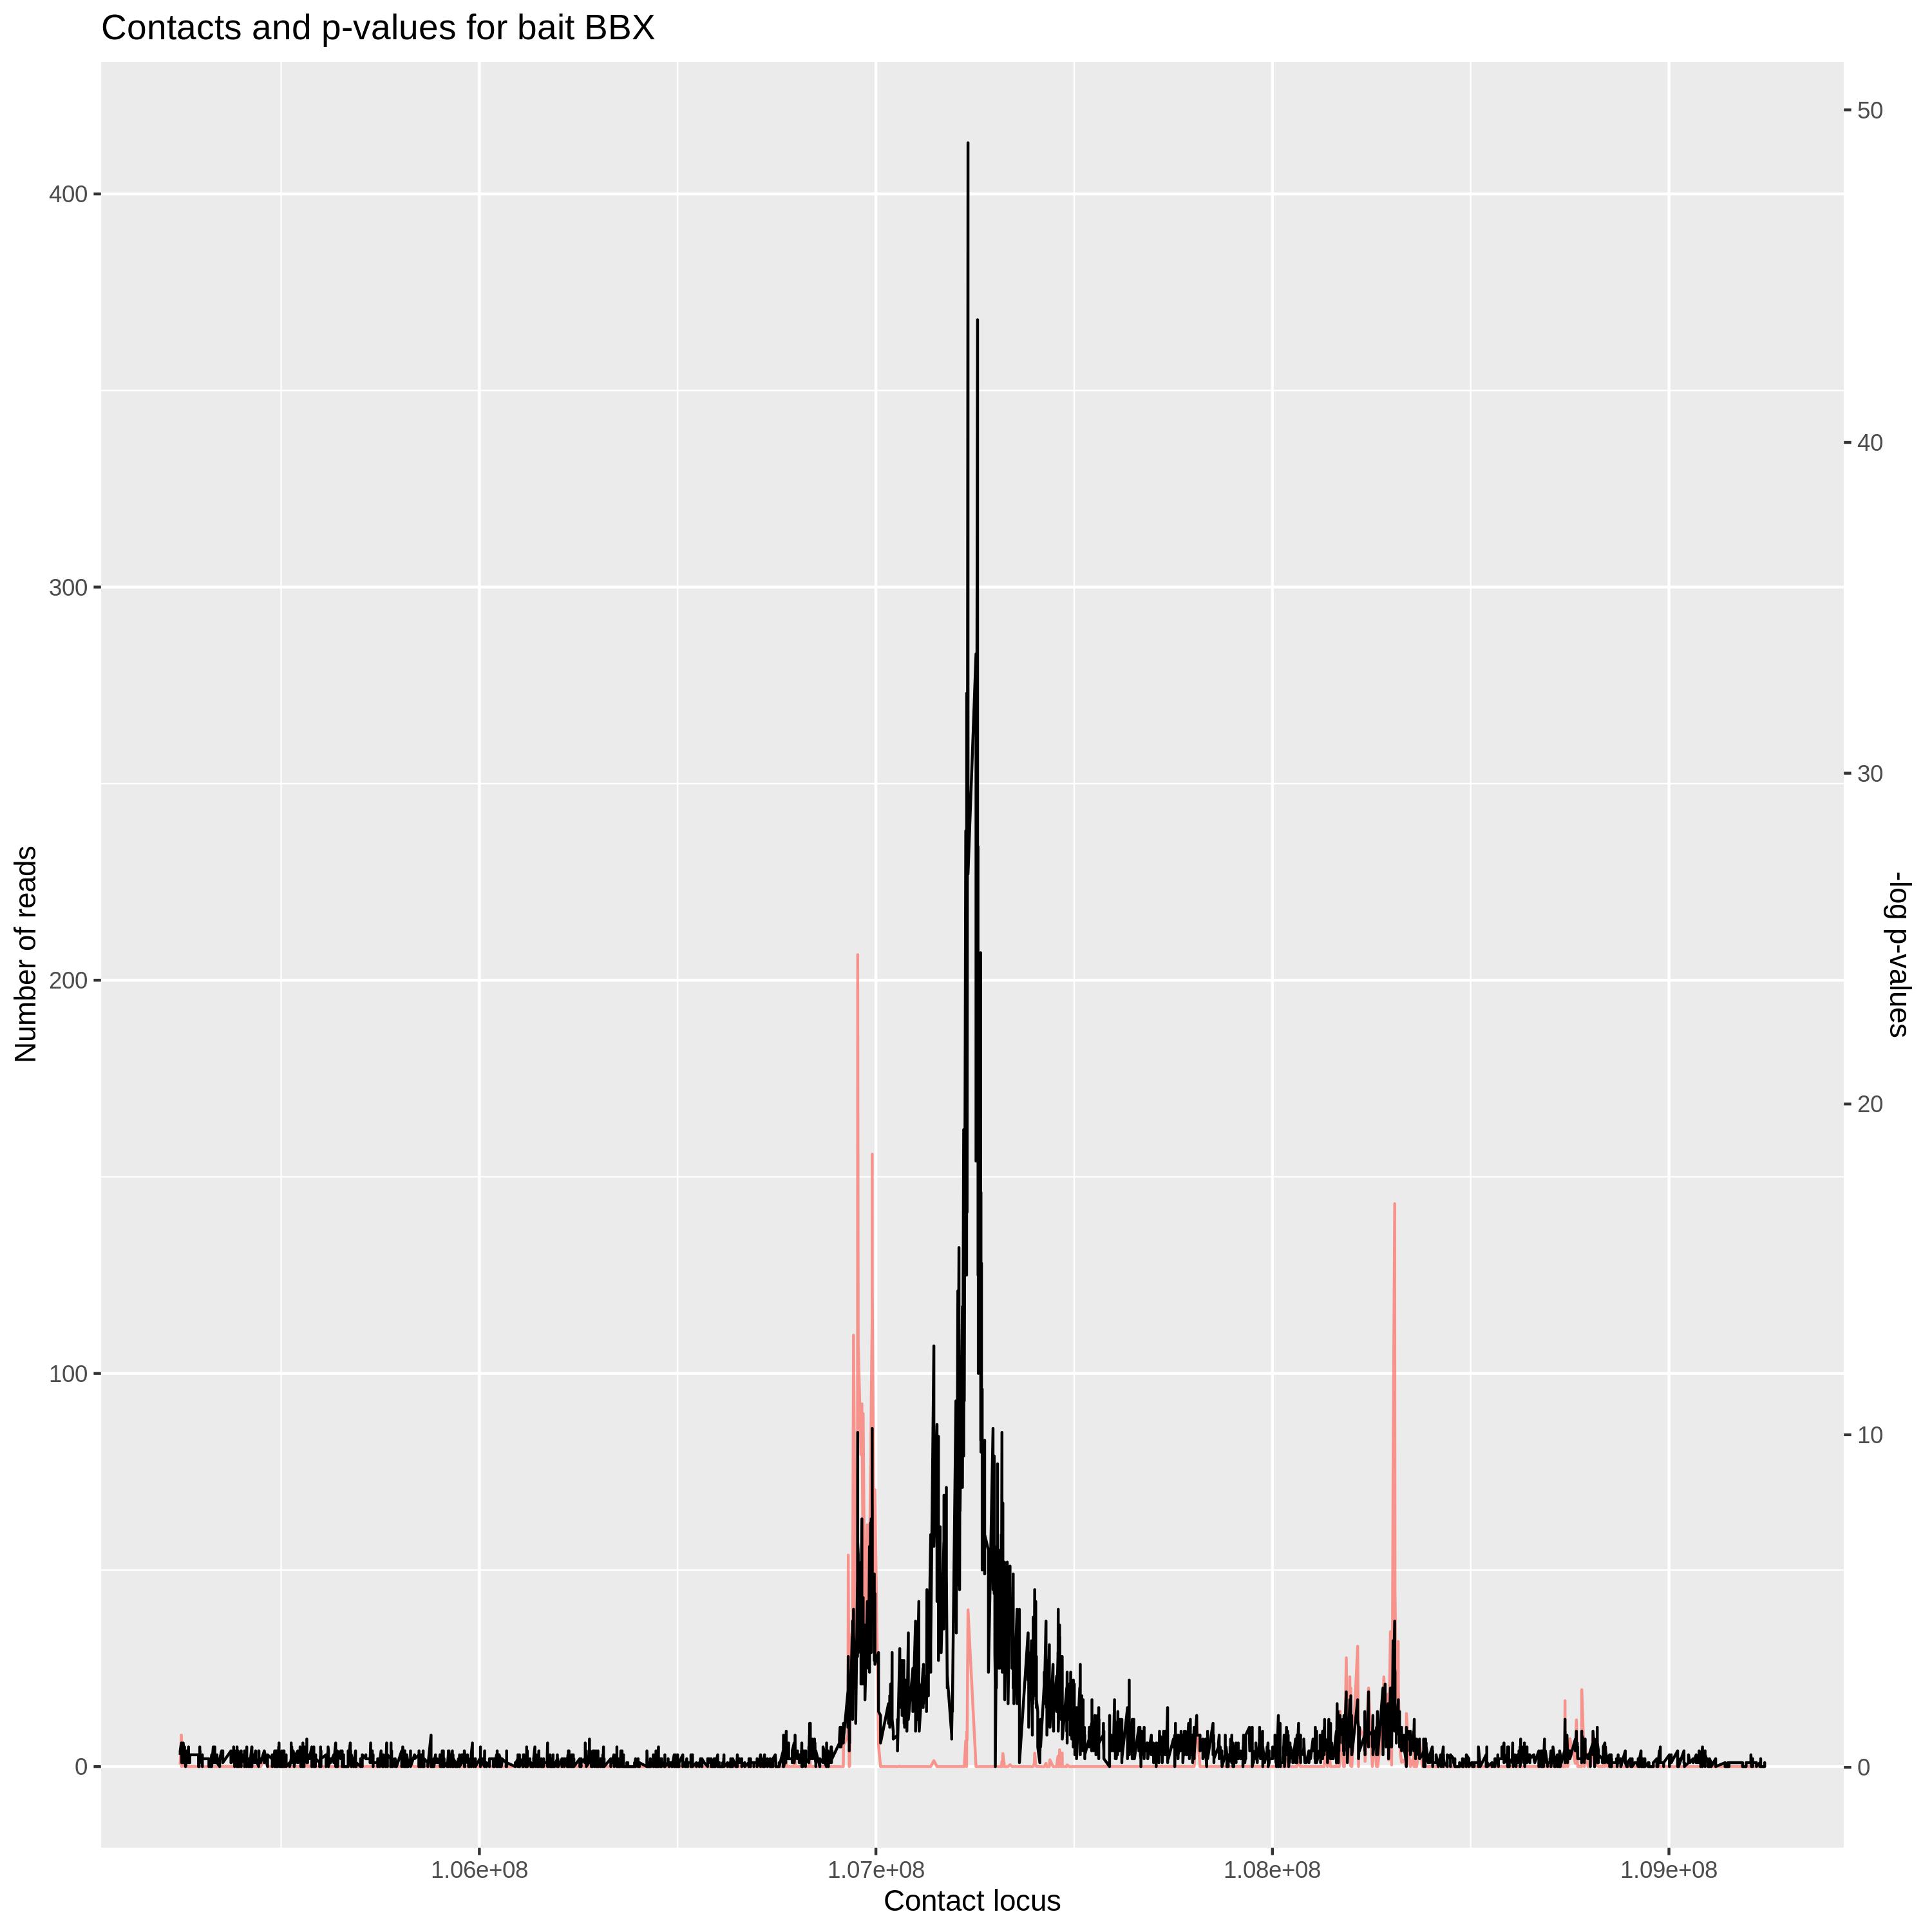 Contacts and p-values for bait BBX
Number of reads
400
300
200
100
0
50
40
30
20
10
0
-log p-values
1.06e+08
1.07e+08
1.08e+08
1.09e+08
Contact locus